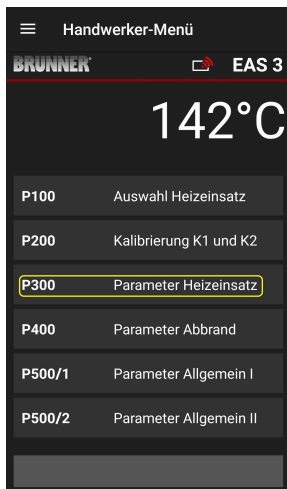 Handwerker-Menü
BRUNNER EAS 3
142°C
P100 Auswahl Heizeinsatz
P200 Kalibrierung K1 und K2
P300 Parameter Heizeinsatz
P400 Parameter Abbrand
P500/1 Parameter Allgemein I
P500/2 Parameter Allgemein II